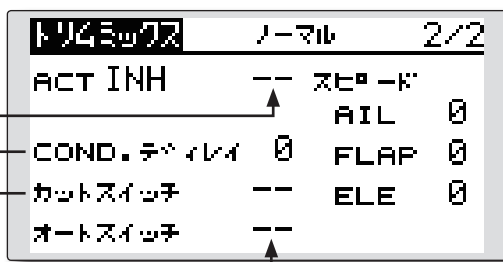 トリムミックス ノーマル 2/2
ACT INH -- スピード
AIL 0
COND.ディレイ 0 FLAP 0
カットスイッチ -- ELE 0
オートスイッチ --